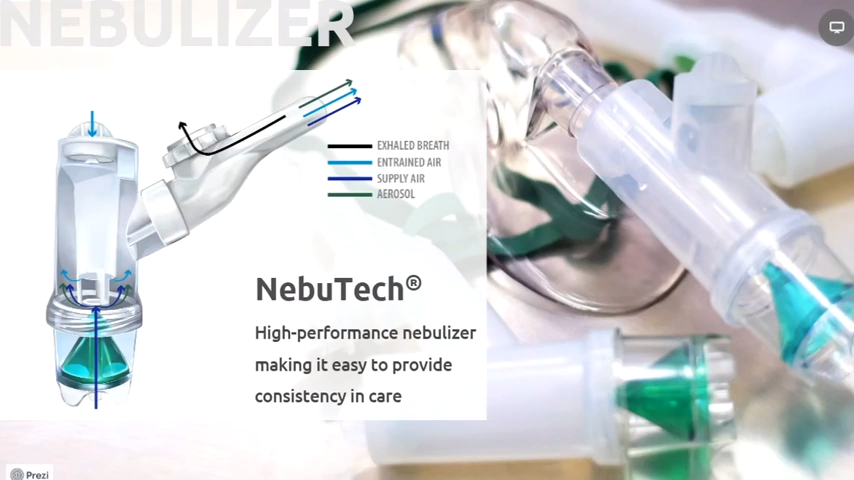 NEBULIZER
EXHALED BREATH
ENTRAINED AIR
SUPPLY AIR
AEROSOL
NebuTech®
High-performance nebulizer
making it easy to provide
consistency in care
Prezi